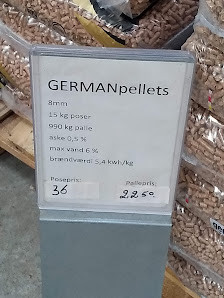 GERMANpellets
8mm
15 kg poser
990 kg palle
aske 0,5 %
max vand 6 %
brændværdi 5,4 kwh/kg
Posepris: Pallepris:
36 2250